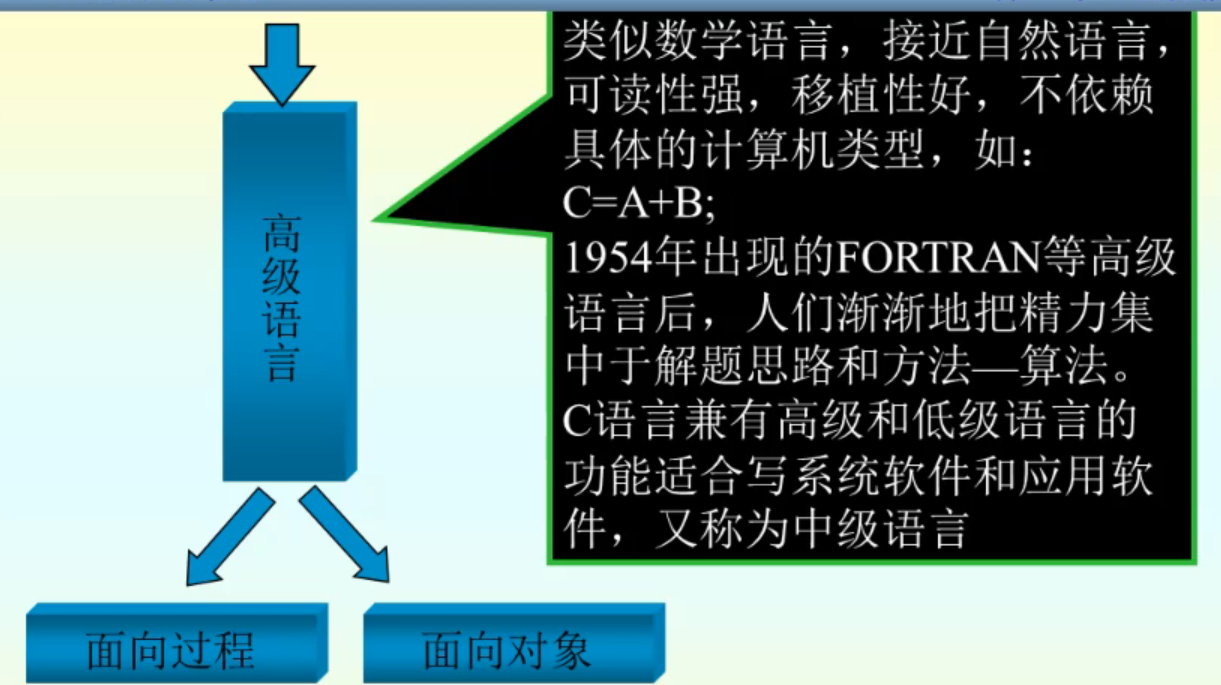 类似数学语言，接近自然语言，
可读性强，移植性好，不依赖
具体的计算机类型，如：
C=A+B;
1954年出现的FORTRAN等高级
语言后，人们渐渐地把精力集
中于解题思路和方法—算法。
C语言兼有高级和低级语言的
功能适合写系统软件和应用软
件，又称为中级语言
高级语言
面向过程
面向对象